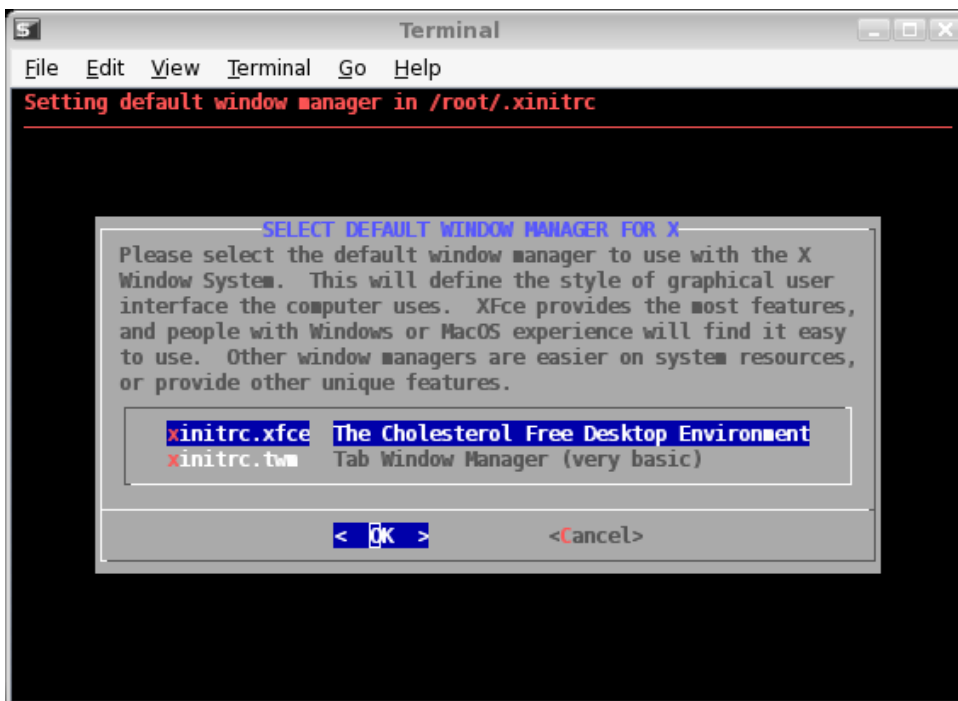 Terminal
File Edit View Terminal Go Help
Setting default window manager in /root/.xinitrc
SELECT DEFAULT WINDOW MANAGER FOR X
Please select the default window manager to use with the X
Window System.  This will define the style of graphical user
interface the computer uses.  XFce provides the most features,
and people with Windows or MacOS experience will find it easy
to use.  Other window managers are easier on system resources,
or provide other unique features.
xinitrc.xfce  The Cholesterol Free Desktop Environment
xinitrc.twm  Tab Window Manager (very basic)
<  OK  > <Cancel>